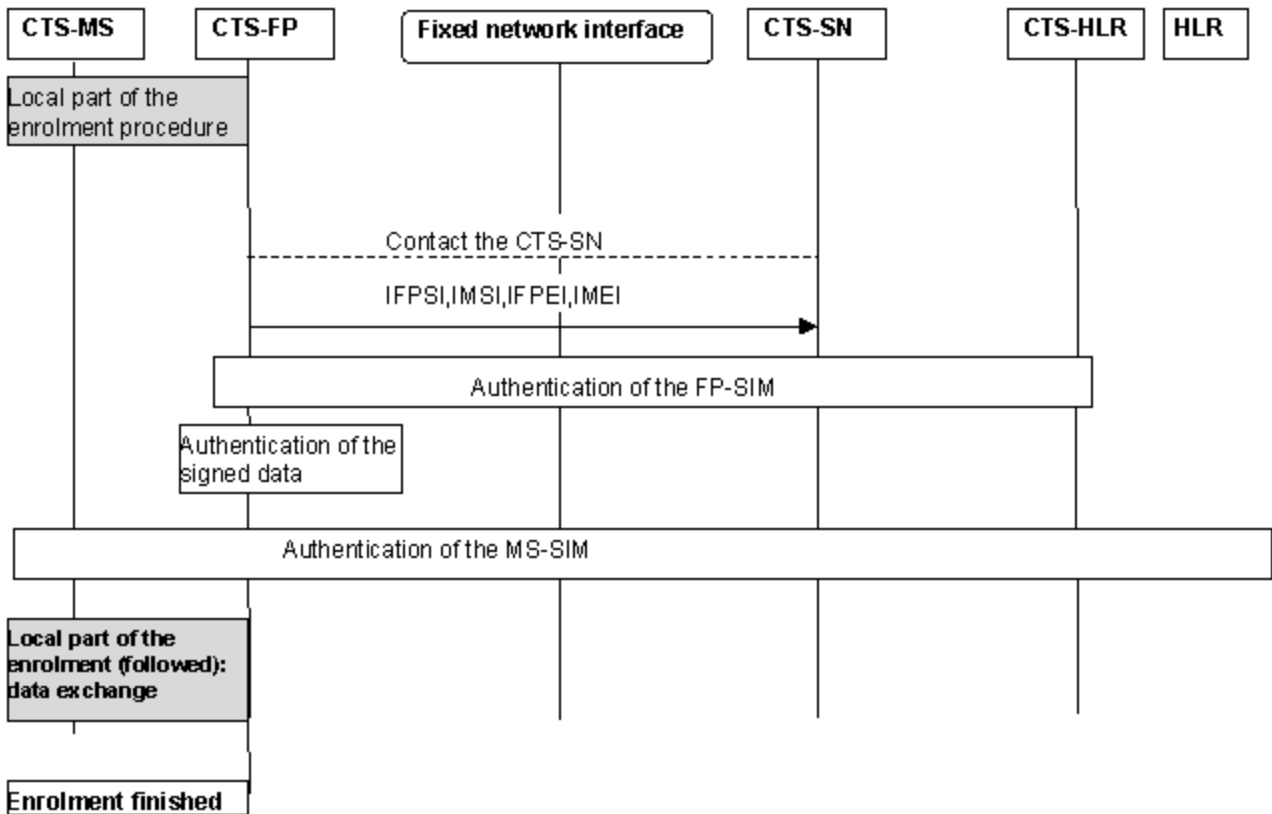 CTS-MS
CTS-FP
Fixed network interface
CTS-SN
CTS-HLR
HLR
Local part of the
enrolment procedure
Contact the CTS-SN
IFPSI,IMSI,IFPEI,IMEI
Authentication of the FP-SIM
Authentication of the
signed data
Authentication of the MS-SIM
Local part of the
enrolment (followed):
data exchange
Enrolment finished